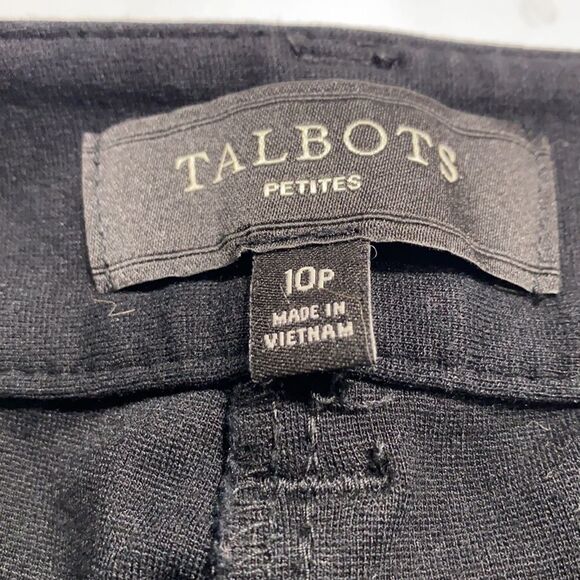 TALBOTS
PETITES
10P
MADE IN
VIETNAM